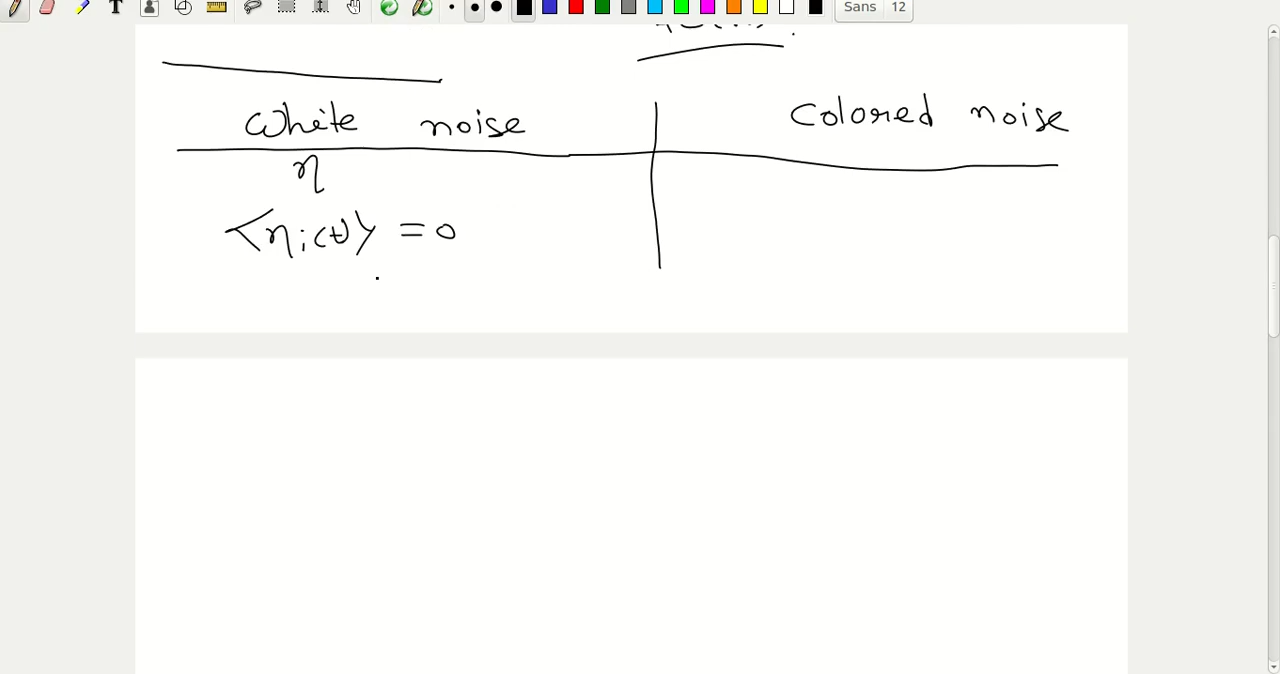 Sans 12
White noise
Colored noise
η
<ηi(t)> = 0